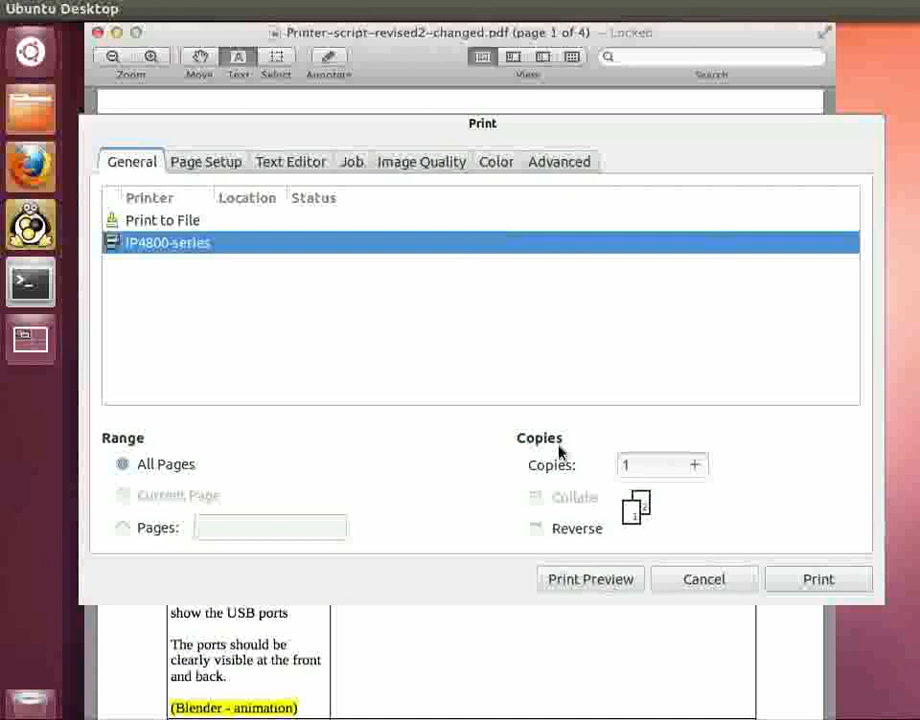 Ubuntu Desktop
Printer-script-revised2-changed.pdf (page 1 of 4) – Locked
Zoom Move Text Select Annotate View Search
Print
General Page Setup Text Editor Job Image Quality Color Advanced
Printer Location Status
Print to File
IP4800-series
Range Copies
All Pages Copies: 1 +
Current Page Collate
Pages: Reverse
Print Preview Cancel Print
show the USB ports
The ports should be
clearly visible at the front
and back.
(Blender - animation)